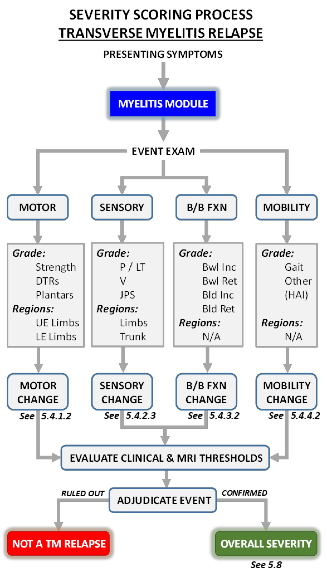 SEVERITY SCORING PROCESS
TRANSVERSE MYELITIS RELAPSE
PRESENTING SYMPTOMS
MYELITIS MODULE
EVENT EXAM
MOTOR
SENSORY
B/B FXN
MOBILITY
Grade:
Strength
DTRs
Plantars
Regions:
UE Limbs
LE Limbs
Grade:
P / LT
V
JPS
Regions:
Limbs
Trunk
Grade:
Bwl Inc
Bwl Ret
Bld Inc
Bld Ret
Regions:
N/A
Grade:
Gait
Other
(HAI)
Regions:
N/A
MOTOR
CHANGE
See 5.4.1.2
SENSORY
CHANGE
See 5.4.2.3
B/B FXN
CHANGE
See 5.4.3.2
MOBILITY
CHANGE
See 5.4.4.2
EVALUATE CLINICAL & MRI THRESHOLDS
RULED OUT
ADJUDICATE EVENT
CONFIRMED
NOT A TM RELAPSE
OVERALL SEVERITY
See 5.8